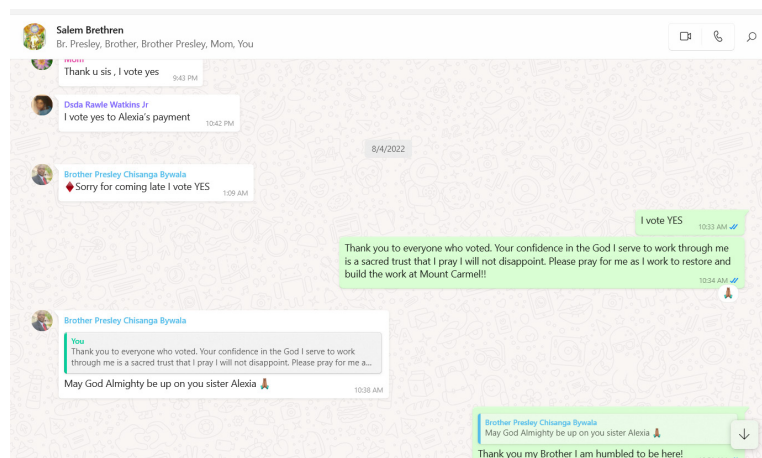 Salem Brethren
Br. Presley, Brother, Brother Presley, Mom, You
Mom
Thank u sis , I vote yes
9:43 PM
Dsda Rawle Watkins Jr
I vote yes to Alexia's payment
10:42 PM
8/4/2022
Brother Presley Chisanga Bywala
Sorry for coming late I vote YES
1:09 AM
I vote YES
10:33 AM
Thank you to everyone who voted. Your confidence in the God I serve to work through me
is a sacred trust that I pray I will not disappoint. Please pray for me as I work to restore and
build the work at Mount Carmel!!
10:34 AM
Brother Presley Chisanga Bywala
You
Thank you to everyone who voted. Your confidence in the God I serve to work
through me is a sacred trust that I pray I will not disappoint. Please pray for me a...
May God Almighty be up on you sister Alexia
10:38 AM
Brother Presley Chisanga Bywala
May God Almighty be up on you sister Alexia
Thank you my Brother I am humbled to be here!